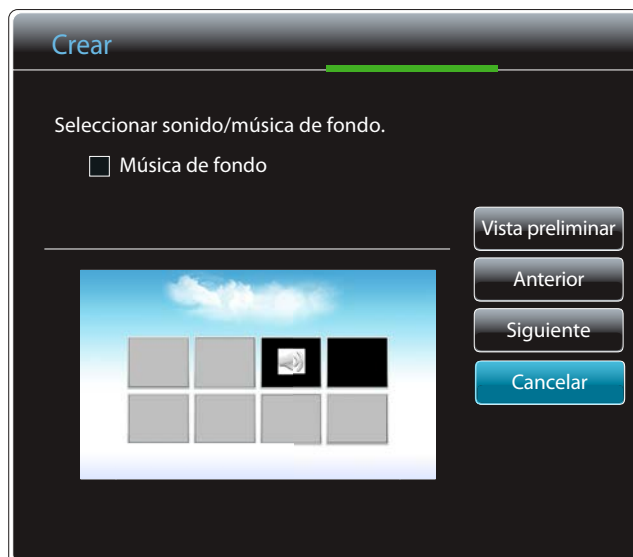 Crear
Seleccionar sonido/música de fondo.
Música de fondo
Vista preliminar
Anterior
Siguiente
Cancelar